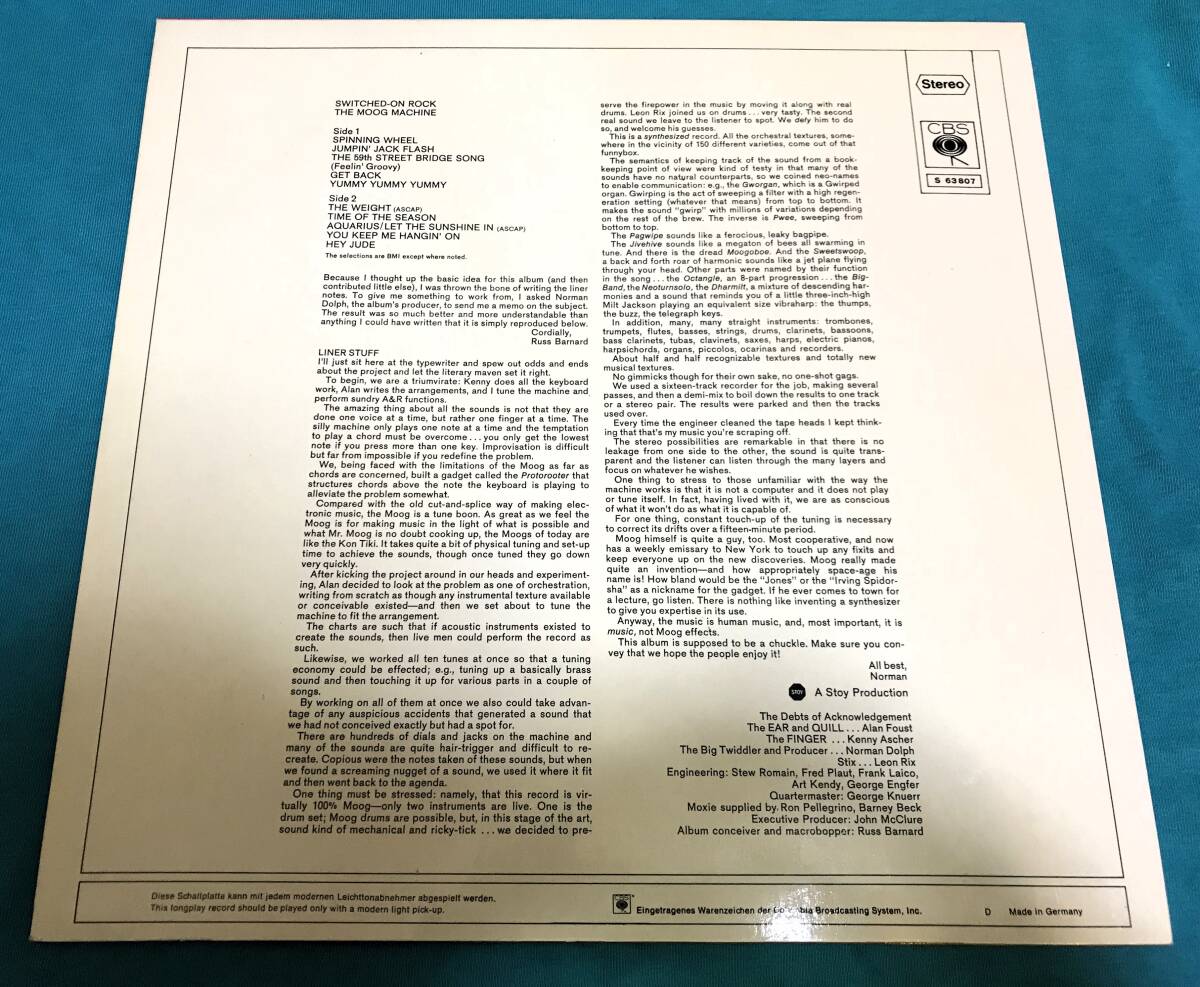 SWITCHED-ON ROCK
THE MOOG MACHINE
Side 1
SPINNING WHEEL
JUMPIN' JACK FLASH
THE 59th STREET BRIDGE SONG
(Feelin' Groovy)
GET BACK
YUMMY YUMMY YUMMY
Side 2
THE WEIGHT (ASCAP)
TIME OF THE SEASON
AQUARIUS/LET THE SUNSHINE IN (ASCAP)
YOU KEEP ME HANGIN' ON
HEY JUDE
The selections are BMI except where noted.
Because I thought up the basic idea for this album (and then
contributed little else), I was thrown the bone of writing the liner
notes. To give me something to work from, I asked Norman
Dolph, the album's producer, to send me a memo on the subject.
The result was so much better and more understandable than
anything I could have written that it is simply reproduced below.
Cordially,
Russ Barnard
LINER STUFF
I'll just sit here at the typewriter and spew out odds and ends
about the project and let the literary maven set it right.
To begin, we are a triumvirate: Kenny does all the keyboard
work, Alan writes the arrangements, and I tune the machine and
perform sundry A&R functions.
The amazing thing about all the sounds is not that they are
done one voice at a time, but rather one finger at a time. The
silly machine only plays one note at a time and the temptation
to play a chord must be overcome...you only get the lowest
note if you press more than one key. Improvisation is difficult
but far from impossible if you redefine the problem.
We, being faced with the limitations of the Moog as far as
chords are concerned, built a gadget called the Protorooter that
structures chords above the note the keyboard is playing to
alleviate the problem somewhat.
Compared with the old cut-and-splice way of making elec-
tronic music, the Moog is a tune boon. As great as we feel the
Moog is for making music in the light of what is possible and
what Mr. Moog is no doubt cooking up, the Moogs of today are
like the Kon Tiki. It takes quite a bit of physical tuning and set-up
time to achieve the sounds, though once tuned they go down
very quickly.
After kicking the project around in our heads and experiment-
ing, Alan decided to look at the problem as one of orchestration,
writing from scratch as though any instrumental texture available
or conceivable existed—and then we set about to tune the
machine to fit the arrangement.
The charts are such that if acoustic instruments existed to
create the sounds, then live men could perform the record as
such.
Likewise, we worked all ten tunes at once so that a tuning
economy could be effected; e.g., tuning up a basically brass
sound and then touching it up for various parts in a couple of
songs.
By working on all of them at once we also could take advan-
tage of any auspicious accidents that generated a sound that
we had not conceived exactly but had a spot for.
There are hundreds of dials and jacks on the machine and
many of the sounds are quite hair-trigger and difficult to re-
create. Copious were the notes taken of these sounds, but when
we found a screaming nugget of a sound, we used it where it fit
and then went back to the agenda.
One thing must be stressed: namely, that this record is vir-
tually 100% Moog—only two instruments are live. One is the
drum set; Moog drums are possible, but, in this stage of the art,
sound kind of mechanical and ricky-tick ...we decided to pre-
serve the firepower in the music by moving it along with real
drums. Leon Rix joined us on drums...very tasty. The second
real sound we leave to the listener to spot. We defy him to do
so, and welcome his guesses.
This is a synthesized record. All the orchestral textures, some-
where in the vicinity of 150 different varieties, come out of that
funnybox.
The semantics of keeping track of the sound from a book-
keeping point of view were kind of testy in that many of the
sounds have no natural counterparts, so we coined neo-names
to enable communication: e.g., the Gworgan, which is a Gwirped
organ. Gwirping is the act of sweeping a filter with a high regen-
eration setting (whatever that means) from top to bottom. It
makes the sound "gwirp" with millions of variations depending
on the rest of the brew. The inverse is Pwee, sweeping from
bottom to top.
The Pagwipe sounds like a ferocious, leaky bagpipe.
The Jivehive sounds like a megaton of bees all swarming in
tune. And there is the dread Moogoboe. And the Sweetswoop,
a back and forth roar of harmonic sounds like a jet plane flying
through your head. Other parts were named by their function
in the song...the Octangle, an 8-part progression...the Big-
Band, the Neoturnsolo, the Dharmilt, a mixture of descending har-
monies and a sound that reminds you of a little three-inch-high
Milt Jackson playing an equivalent size vibraharp: the thumps,
the buzz, the telegraph keys.
In addition, many, many straight instruments: trombones,
trumpets, flutes, basses, strings, drums, clarinets, bassoons,
bass clarinets, tubas, clavinets, saxes, harps, electric pianos,
harpsichords, organs, piccolos, ocarinas and recorders.
About half and half recognizable textures and totally new
musical textures.
No gimmicks though for their own sake, no one-shot gags.
We used a sixteen-track recorder for the job, making several
passes, and then a demi-mix to boil down the results to one track
or a stereo pair. The results were parked and then the tracks
used over.
Every time the engineer cleaned the tape heads I kept think-
ing that that's my music you're scraping off.
The stereo possibilities are remarkable in that there is no
leakage from one side to the other, the sound is quite trans-
parent and the listener can listen through the many layers and
focus on whatever he wishes.
One thing to stress to those unfamiliar with the way the
machine works is that it is not a computer and it does not play
or tune itself. In fact, having lived with it, we are as conscious
of what it won't do as what it is capable of.
For one thing, constant touch-up of the tuning is necessary
to correct its drifts over a fifteen-minute period.
Moog himself is quite a guy, too. Most cooperative, and now
has a weekly emissary to New York to touch up any fixits and
keep everyone up on the new discoveries. Moog really made
quite an invention—and how appropriately space-age his
name is! How bland would be the "Jones" or the "Irving Spidor-
sha" as a nickname for the gadget. If he ever comes to town for
a lecture, go listen. There is nothing like inventing a synthesizer
to give you expertise in its use.
Anyway, the music is human music, and, most important, it is
music, not Moog effects.
This album is supposed to be a chuckle. Make sure you con-
vey that we hope the people enjoy it!
All best,
Norman
STOY A Stoy Production
The Debts of Acknowledgement
The EAR and QUILL...Alan Foust
The FINGER ...Kenny Ascher
The Big Twiddler and Producer...Norman Dolph
Stix...Leon Rix
Engineering: Stew Romain, Fred Plaut, Frank Laico,
Art Kendy, George Engfer
Quartermaster: George Knuerr
Moxie supplied by Ron Pellegrino, Barney Beck
Executive Producer: John McClure
Album conceiver and macrobopper: Russ Barnard
Stereo
CBS
S 63807
Diese Schallplatte kann mit jedem modernen Leichttonabnehmer abgespielt werden.
This longplay record should be played only with a modern light pick-up.
CBS Eingetragenes Warenzeichen der Columbia Broadcasting System, Inc.
D Made in Germany